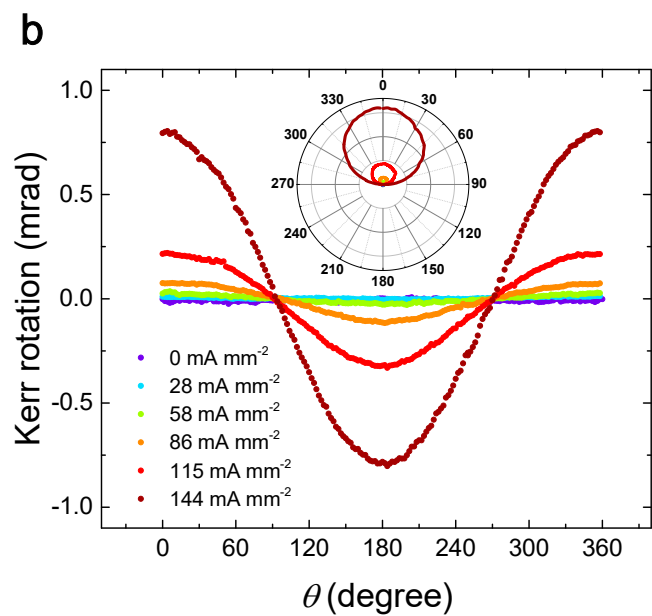 b
1.0
0.5
0.0
-0.5
-1.0
Kerr rotation (mrad)
0
30
60
90
120
150
180
210
240
270
300
330
0 mA mm⁻²
28 mA mm⁻²
58 mA mm⁻²
86 mA mm⁻²
115 mA mm⁻²
144 mA mm⁻²
0 60 120 180 240 300 360
θ (degree)